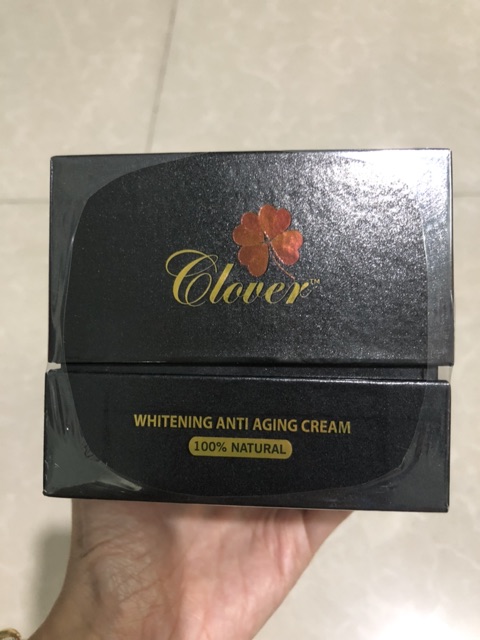 Clover™
WHITENING ANTI AGING CREAM
100% NATURAL